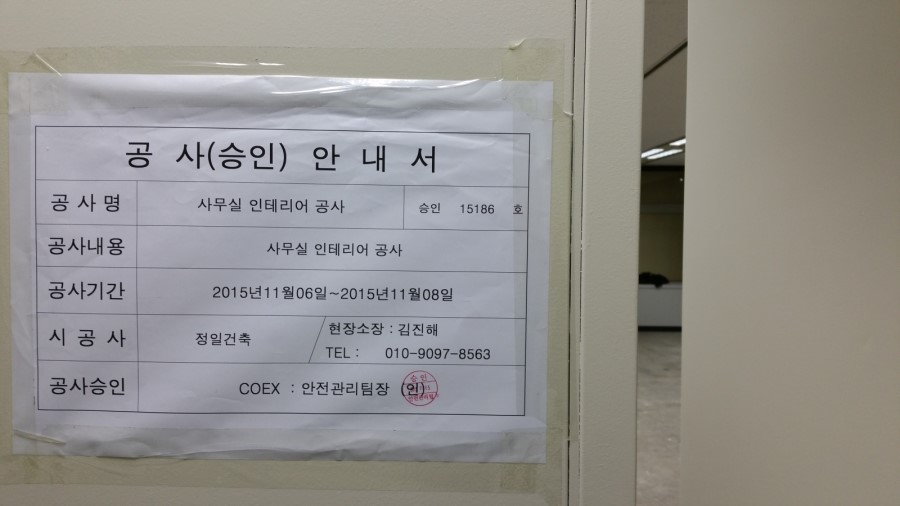 공 사(승인) 안 내 서
공 사 명 사무실 인테리어 공사 승인 15186 호
공사내용 사무실 인테리어 공사
공사기간 2015년11월06일~2015년11월08일
시 공 사 정일건축 / 현장소장 : 김진해
TEL : 010-9097-8563
공사승인 COEX : 안전관리팀장 (인)
승인